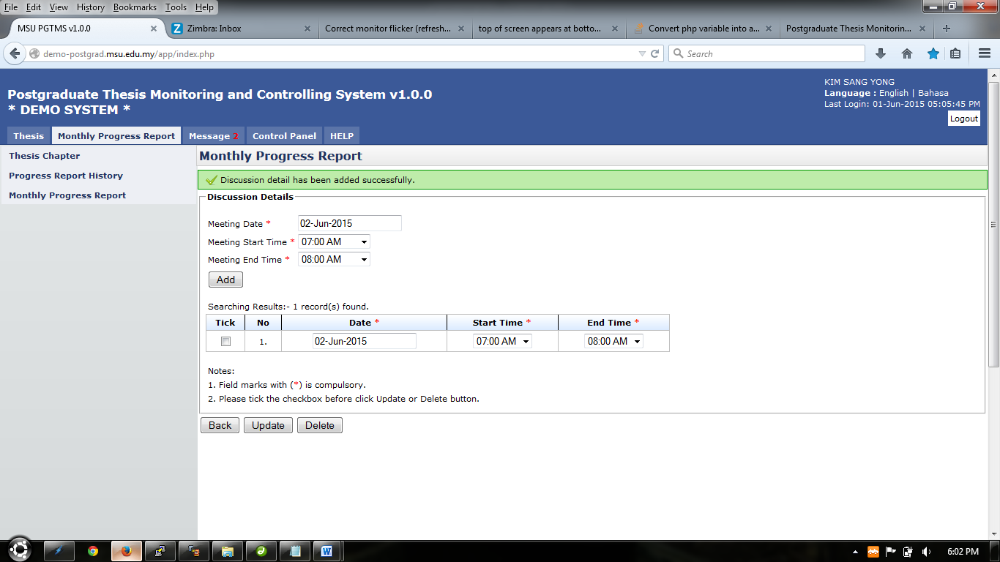 File Edit View History Bookmarks Tools Help
MSU PGTMS v1.0.0 Zimbra: Inbox Correct monitor flicker (refresh... top of screen appears at botto... Convert php variable into a... Postgraduate Thesis Monitorin...
demo-postgrad.msu.edu.my/app/index.php Search
KIM SANG YONG
Postgraduate Thesis Monitoring and Controlling System v1.0.0
Language : English | Bahasa
* DEMO SYSTEM *
Last Login: 01-Jun-2015 05:05:45 PM
Logout
Thesis Monthly Progress Report Message 2 Control Panel HELP
Thesis Chapter
Progress Report History
Monthly Progress Report
Monthly Progress Report
Discussion detail has been added successfully.
Discussion Details
Meeting Date * 02-Jun-2015
Meeting Start Time * 07:00 AM
Meeting End Time * 08:00 AM
Add
Searching Results:- 1 record(s) found.
Tick No Date * Start Time * End Time *
1. 02-Jun-2015 07:00 AM 08:00 AM
Notes:
1. Field marks with (*) is compulsory.
2. Please tick the checkbox before click Update or Delete button.
Back Update Delete
6:02 PM